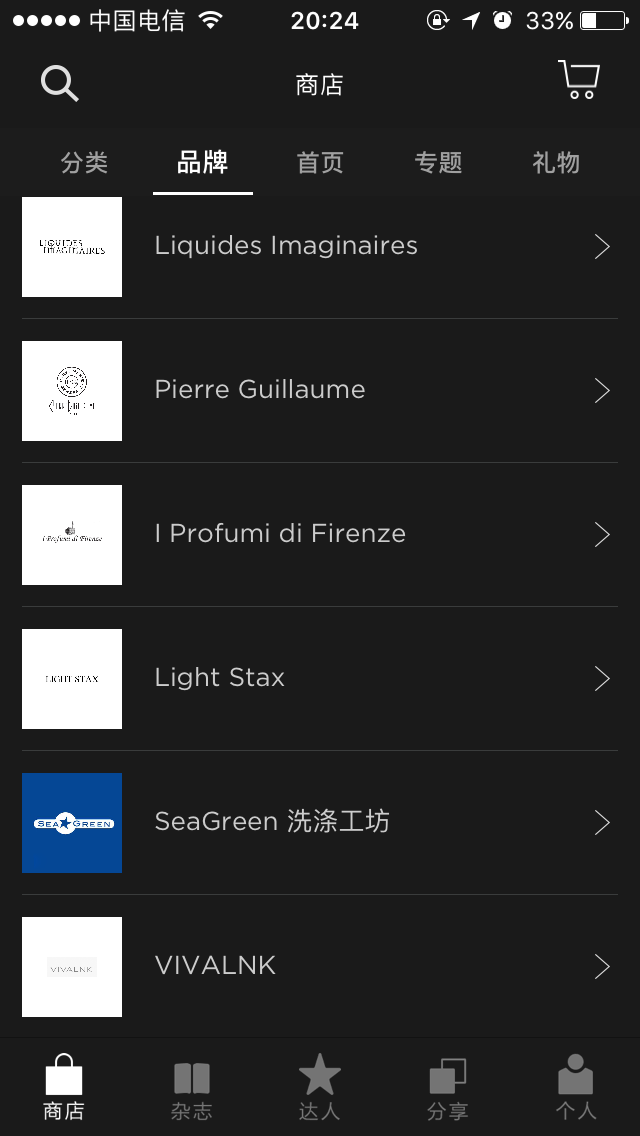 中国电信 20:24 33%
商店
分类 品牌 首页 专题 礼物
LIQUIDES IMAGINAIRES
Liquides Imaginaires
Pierre Guillaume
I Profumi di Firenze
I Profumi di Firenze
LIGHT STAX
Light Stax
SEA GREEN
SeaGreen 洗涤工坊
VIVALNK
VIVALNK
商店 杂志 达人 分享 个人